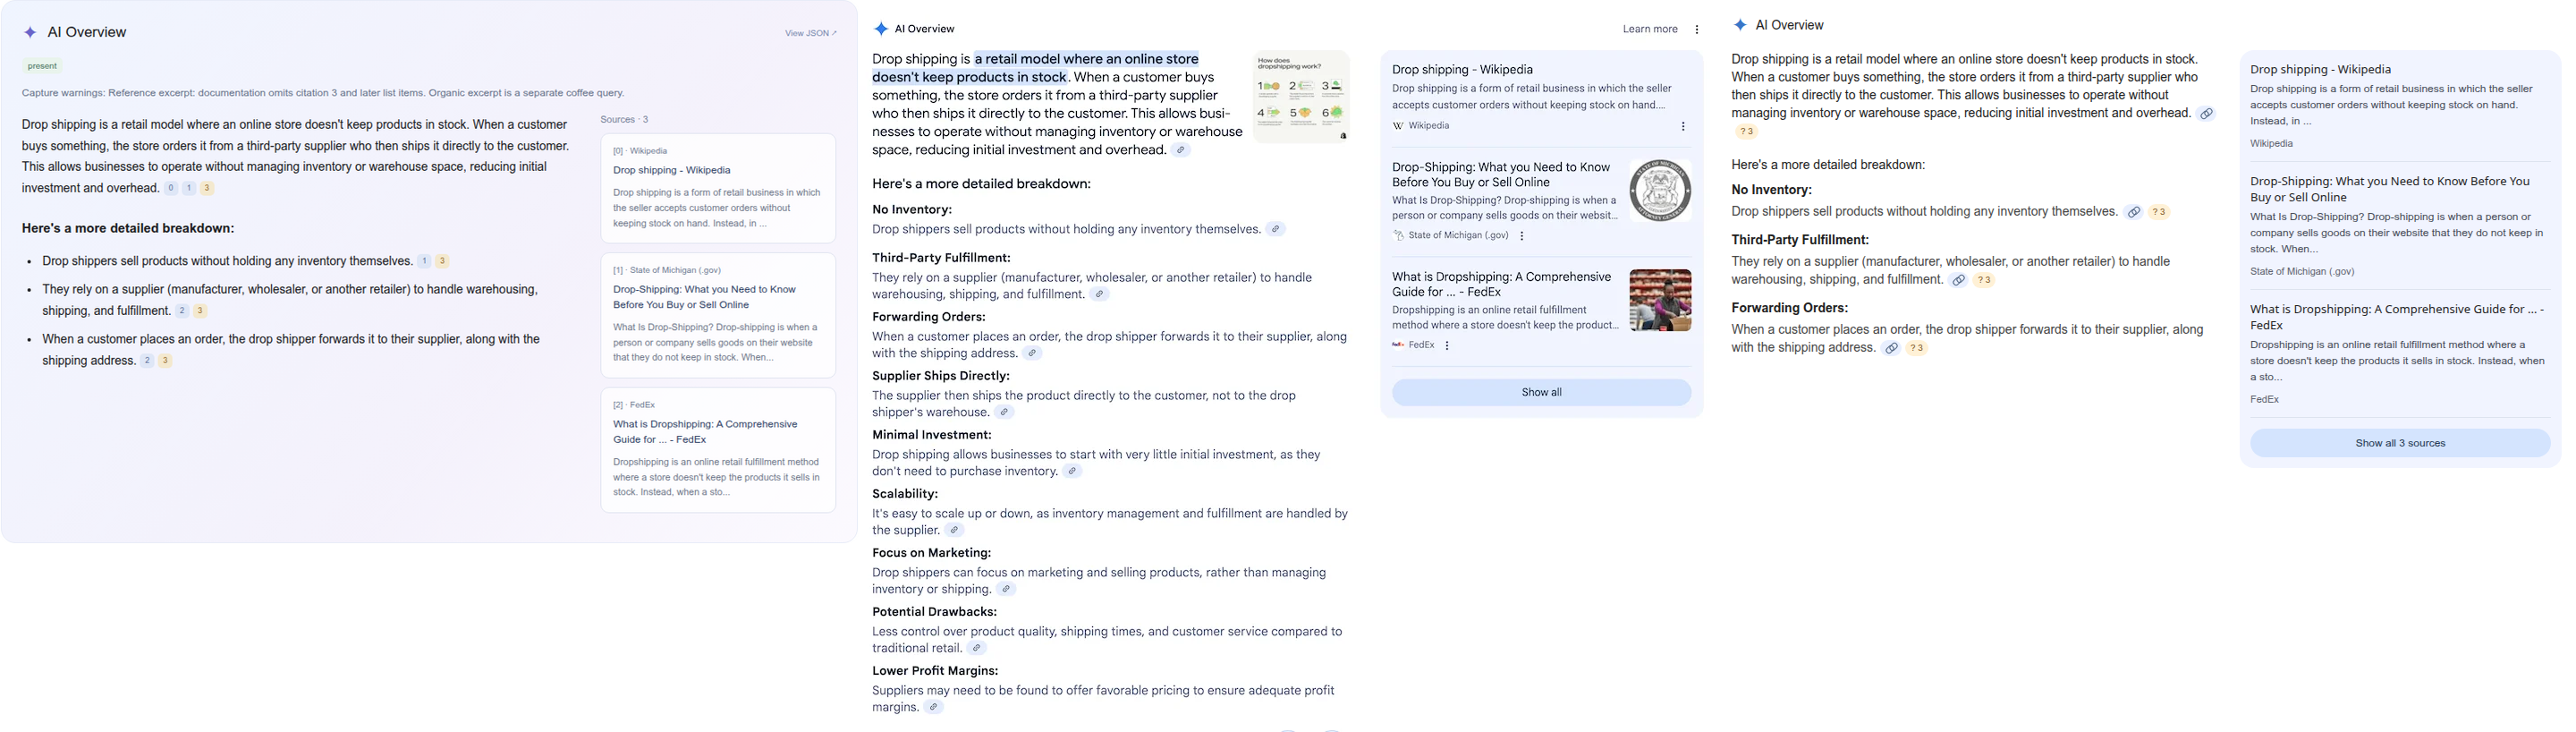 AI Overview
View JSON ↗
present
Capture warnings: Reference excerpt: documentation omits citation 3 and later list items. Organic excerpt is a separate coffee query.
Drop shipping is a retail model where an online store doesn't keep products in stock. When a customer
buys something, the store orders it from a third-party supplier who then ships it directly to the customer.
This allows businesses to operate without managing inventory or warehouse space, reducing initial
investment and overhead. 0 1 3
Here's a more detailed breakdown:
• Drop shippers sell products without holding any inventory themselves. 1 3
• They rely on a supplier (manufacturer, wholesaler, or another retailer) to handle warehousing,
shipping, and fulfillment. 2 3
• When a customer places an order, the drop shipper forwards it to their supplier, along with the
shipping address. 2 3
Sources · 3
[0] · Wikipedia
Drop shipping - Wikipedia
Drop shipping is a form of retail business in which
the seller accepts customer orders without
keeping stock on hand. Instead, in ...
[1] · State of Michigan (.gov)
Drop-Shipping: What you Need to Know
Before You Buy or Sell Online
What Is Drop-Shipping? Drop-shipping is when a
person or company sells goods on their website
that they do not keep in stock. When...
[2] · FedEx
What is Dropshipping: A Comprehensive
Guide for ... - FedEx
Dropshipping is an online retail fulfillment method
where a store doesn't keep the products it sells in
stock. Instead, when a sto...
AI Overview
Learn more
Drop shipping is a retail model where an online store
doesn't keep products in stock. When a customer buys
something, the store orders it from a third-party supplier
who then ships it directly to the customer. This allows busi-
nesses to operate without managing inventory or warehouse
space, reducing initial investment and overhead.
How does
dropshipping work?
1
2
3
4
5
6
Here's a more detailed breakdown:
No Inventory:
Drop shippers sell products without holding any inventory themselves.
Third-Party Fulfillment:
They rely on a supplier (manufacturer, wholesaler, or another retailer) to handle
warehousing, shipping, and fulfillment.
Forwarding Orders:
When a customer places an order, the drop shipper forwards it to their supplier, along
with the shipping address.
Supplier Ships Directly:
The supplier then ships the product directly to the customer, not to the drop
shipper's warehouse.
Minimal Investment:
Drop shipping allows businesses to start with very little initial investment, as they
don't need to purchase inventory.
Scalability:
It's easy to scale up or down, as inventory management and fulfillment are handled by
the supplier.
Focus on Marketing:
Drop shippers can focus on marketing and selling products, rather than managing
inventory or shipping.
Potential Drawbacks:
Less control over product quality, shipping times, and customer service compared to
traditional retail.
Lower Profit Margins:
Suppliers may need to be found to offer favorable pricing to ensure adequate profit
margins.
Drop shipping - Wikipedia
Drop shipping is a form of retail business in which the seller
accepts customer orders without keeping stock on hand....
W Wikipedia
Drop-Shipping: What you Need to Know
Before You Buy or Sell Online
What Is Drop-Shipping? Drop-shipping is when a
person or company sells goods on their websit...
State of Michigan (.gov)
What is Dropshipping: A Comprehensive
Guide for ... - FedEx
Dropshipping is an online retail fulfillment
method where a store doesn't keep the product...
FedEx
Show all
AI Overview
Drop shipping is a retail model where an online store doesn't keep products in stock.
When a customer buys something, the store orders it from a third-party supplier who
then ships it directly to the customer. This allows businesses to operate without
managing inventory or warehouse space, reducing initial investment and overhead.
? 3
Here's a more detailed breakdown:
No Inventory:
Drop shippers sell products without holding any inventory themselves. ? 3
Third-Party Fulfillment:
They rely on a supplier (manufacturer, wholesaler, or another retailer) to handle
warehousing, shipping, and fulfillment. ? 3
Forwarding Orders:
When a customer places an order, the drop shipper forwards it to their supplier, along
with the shipping address. ? 3
Drop shipping - Wikipedia
Drop shipping is a form of retail business in which the seller
accepts customer orders without keeping stock on hand.
Instead, in ...
Wikipedia
Drop-Shipping: What you Need to Know Before You
Buy or Sell Online
What Is Drop-Shipping? Drop-shipping is when a person or
company sells goods on their website that they do not keep in
stock. When...
State of Michigan (.gov)
What is Dropshipping: A Comprehensive Guide for ... -
FedEx
Dropshipping is an online retail fulfillment method where a
store doesn't keep the products it sells in stock. Instead, when
a sto...
FedEx
Show all 3 sources